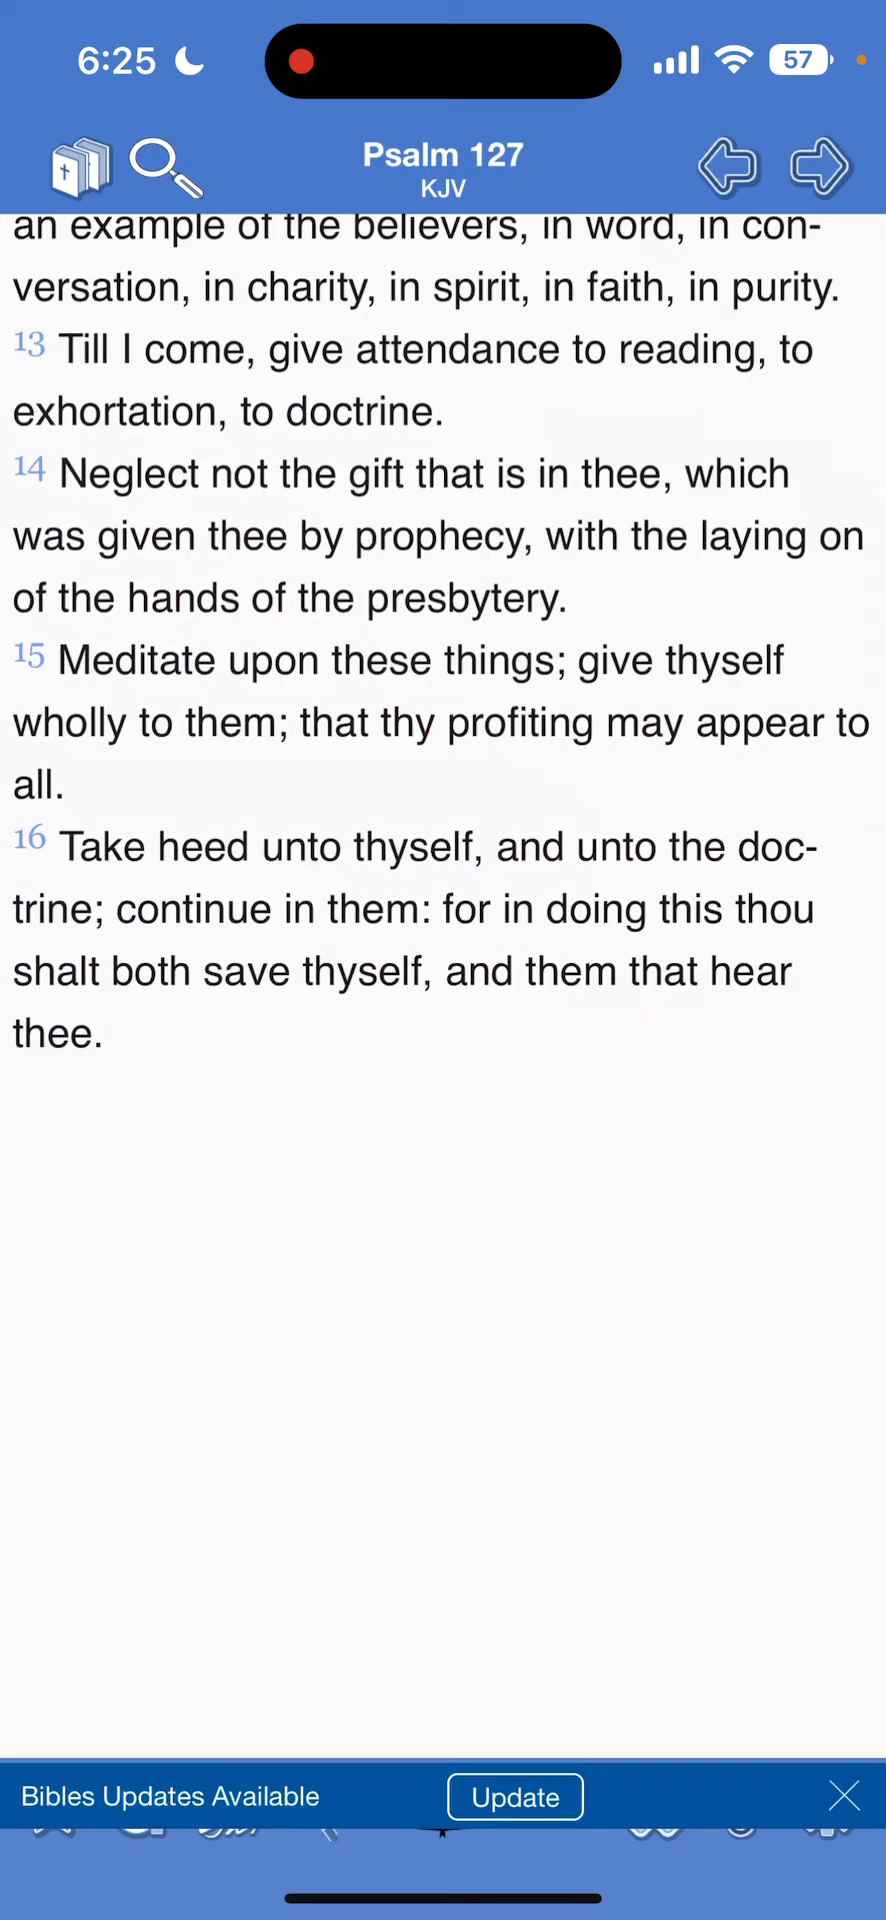 6:25
57
Psalm 127
KJV
an example of the believers, in word, in con-
versation, in charity, in spirit, in faith, in purity.
13 Till I come, give attendance to reading, to
exhortation, to doctrine.
14 Neglect not the gift that is in thee, which
was given thee by prophecy, with the laying on
of the hands of the presbytery.
15 Meditate upon these things; give thyself
wholly to them; that thy profiting may appear to
all.
16 Take heed unto thyself, and unto the doc-
trine; continue in them: for in doing this thou
shalt both save thyself, and them that hear
thee.
Bibles Updates Available
Update